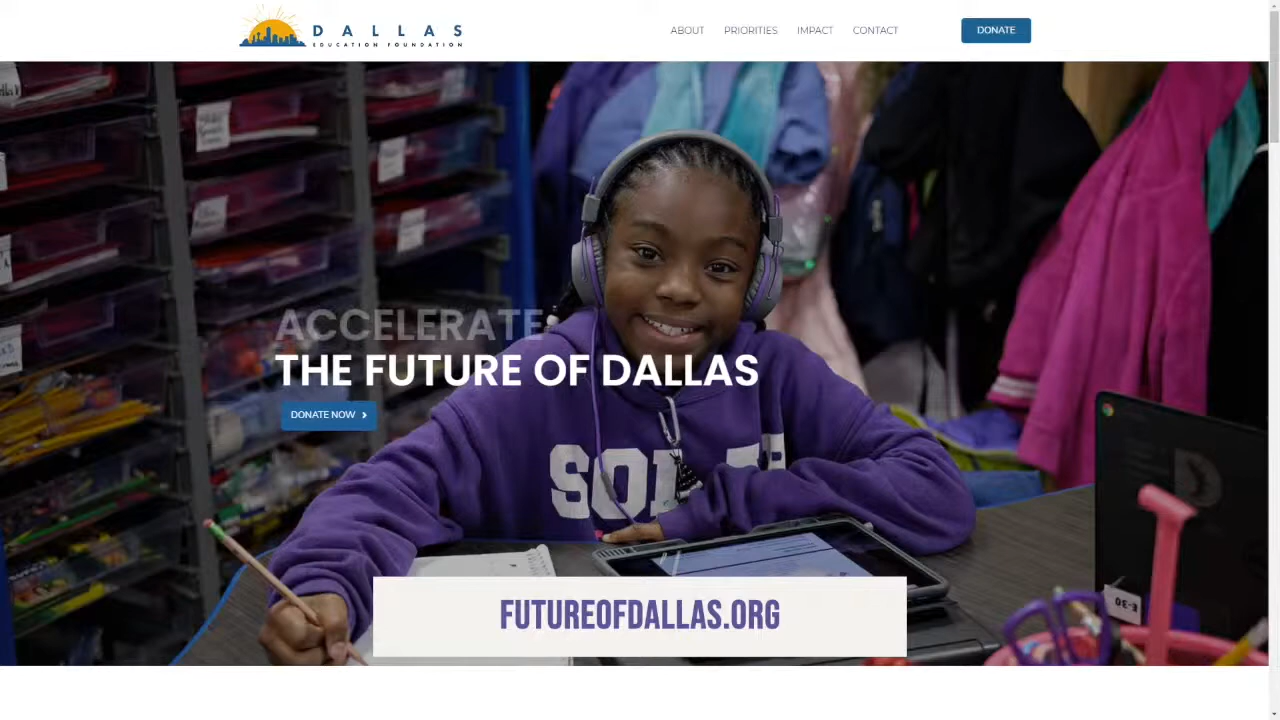 DALLAS
EDUCATION FOUNDATION
ABOUT
PRIORITIES
IMPACT
CONTACT
DONATE
ACCELERATE
THE FUTURE OF DALLAS
DONATE NOW
FUTUREOFDALLAS.ORG